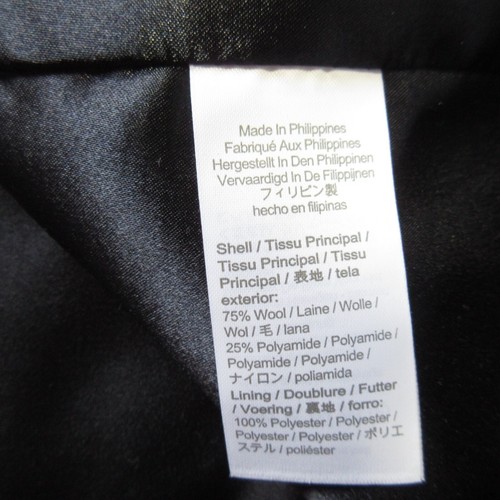 Made In Philippines
Fabriqué Aux Philippines
Hergestellt In Den Philippinen
Vervaardigd In De Filippijnen
フィリピン製
hecho en filipinas
Shell / Tissu Principal /
Tissu Principal / Tissu
Principal / 表地 / tela
exterior:
75% Wool / Laine / Wolle /
Wol / 毛 / lana
25% Polyamide / Polyamide /
Polyamide / Polyamide /
ナイロン / poliamida
Lining / Doublure / Futter
/ Voering / 裏地 / forro:
100% Polyester / Polyester /
Polyester / Polyester / ポリエ
ステル / poliéster